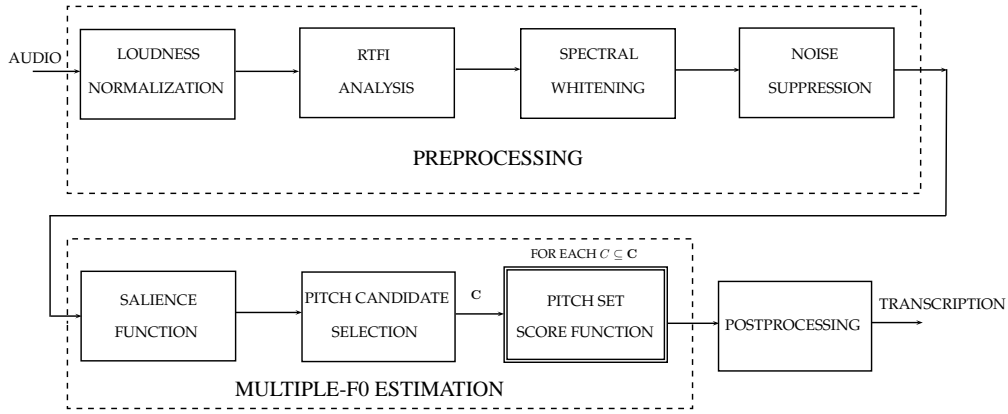 AUDIO
LOUDNESS
NORMALIZATION
RTFI
ANALYSIS
SPECTRAL
WHITENING
NOISE
SUPPRESSION
PREPROCESSING
FOR EACH C ⊆ C
SALIENCE
FUNCTION
PITCH CANDIDATE
SELECTION
C
PITCH SET
SCORE FUNCTION
POSTPROCESSING
TRANSCRIPTION
MULTIPLE-F0 ESTIMATION